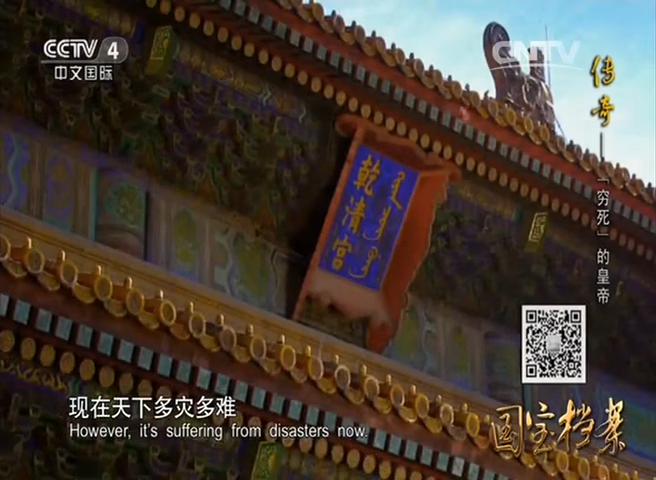 CCTV 4
中文国际
CNTV
传奇——「穷死」的皇帝
乾清宫
现在天下多灾多难
However, it's suffering from disasters now.
国宝档案